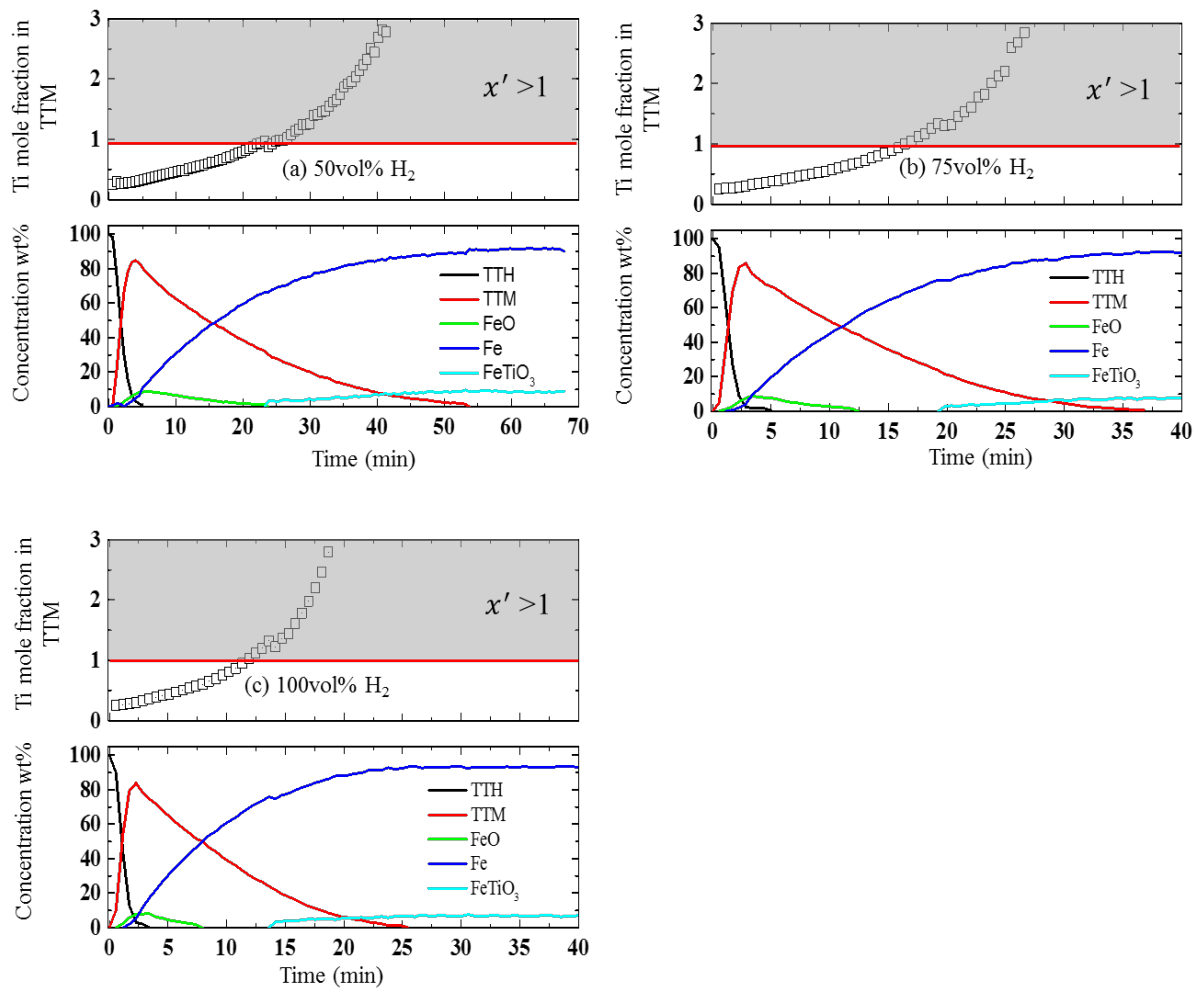 Ti mole fraction in
TTM
3
2
1
0
x′ >1
(a) 50vol% H₂
Concentration wt%
100
80
60
40
20
0
TTH
TTM
FeO
Fe
FeTiO₃
0 10 20 30 40 50 60 70
Time (min)
Ti mole fraction in
TTM
3
2
1
0
x′ >1
(b) 75vol% H₂
Concentration wt%
100
80
60
40
20
0
TTH
TTM
FeO
Fe
FeTiO₃
0 5 10 15 20 25 30 35 40
Time (min)
Ti mole fraction in
TTM
3
2
1
0
x′ >1
(c) 100vol% H₂
Concentration wt%
100
80
60
40
20
0
TTH
TTM
FeO
Fe
FeTiO₃
0 5 10 15 20 25 30 35 40
Time (min)